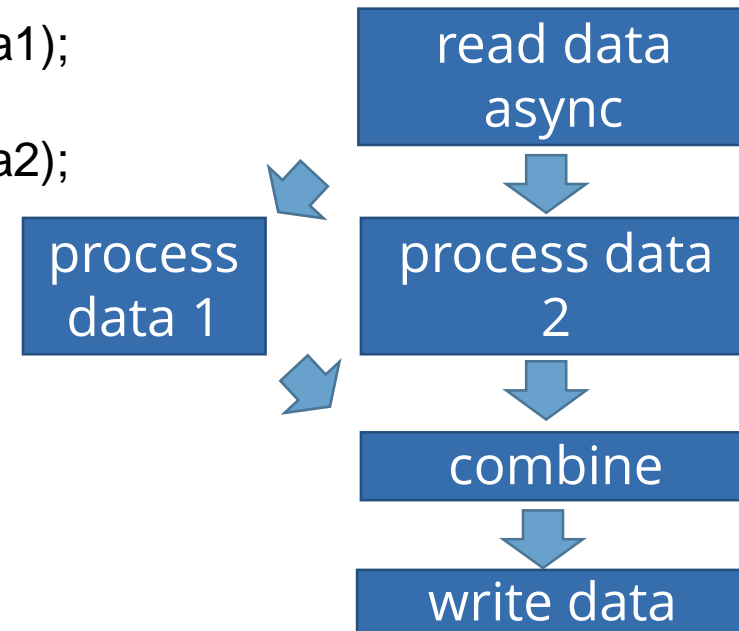 a1);
a2);
read data
async
process
data 1
process data
2
combine
write data